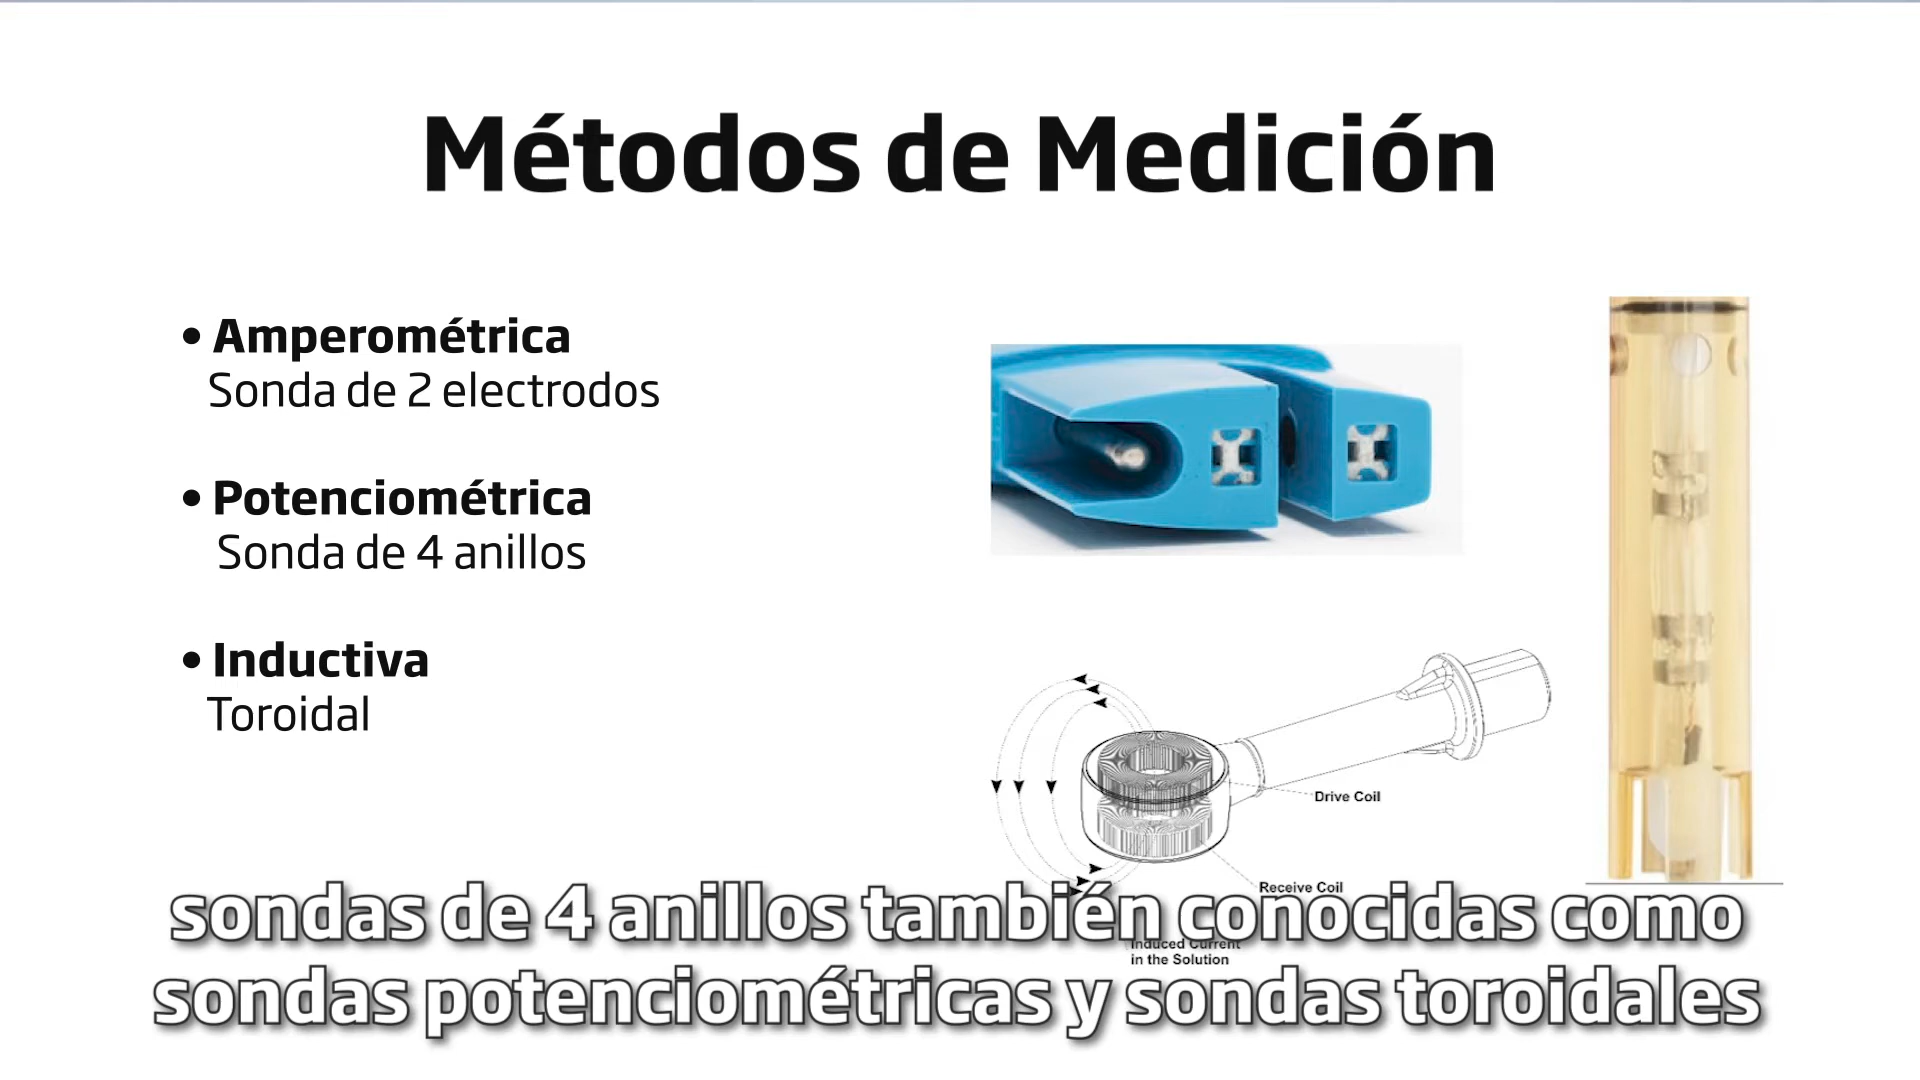 Métodos de Medición
• Amperométrica
Sonda de 2 electrodos
• Potenciométrica
Sonda de 4 anillos
• Inductiva
Toroidal
Drive Coil
Receive Coil
Induced Current
in the Solution
sondas de 4 anillos también conocidas como
sondas potenciométricas y sondas toroidales